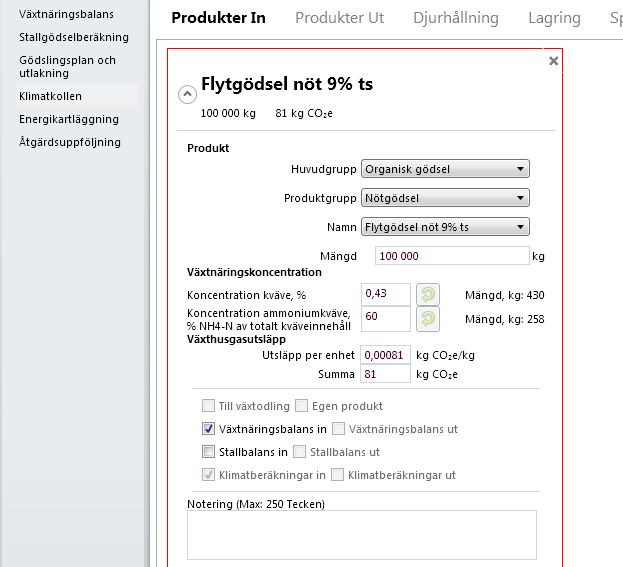 Växtnäringsbalans
Stallgödselberäkning
Gödslingsplan och
utlakning
Klimatkollen
Energikartläggning
Åtgärdsuppföljning
Produkter In Produkter Ut Djurhållning Lagring Sp
Flytgödsel nöt 9% ts
100 000 kg 81 kg CO₂e
Produkt
Huvudgrupp Organisk gödsel
Produktgrupp Nötgödsel
Namn Flytgödsel nöt 9% ts
Mängd 100 000 kg
Växtnäringskoncentration
Koncentration kväve, % 0,43 Mängd, kg: 430
Koncentration ammoniumkväve,
% NH4-N av totalt kväveinnehåll 60 Mängd, kg: 258
Växthusgasutsläpp
Utsläpp per enhet 0,00081 kg CO₂e/kg
Summa 81 kg CO₂e
Till växtodling Egen produkt
Växtnäringsbalans in Växtnäringsbalans ut
Stallbalans in Stallbalans ut
Klimatberäkningar in Klimatberäkningar ut
Notering (Max: 250 Tecken)